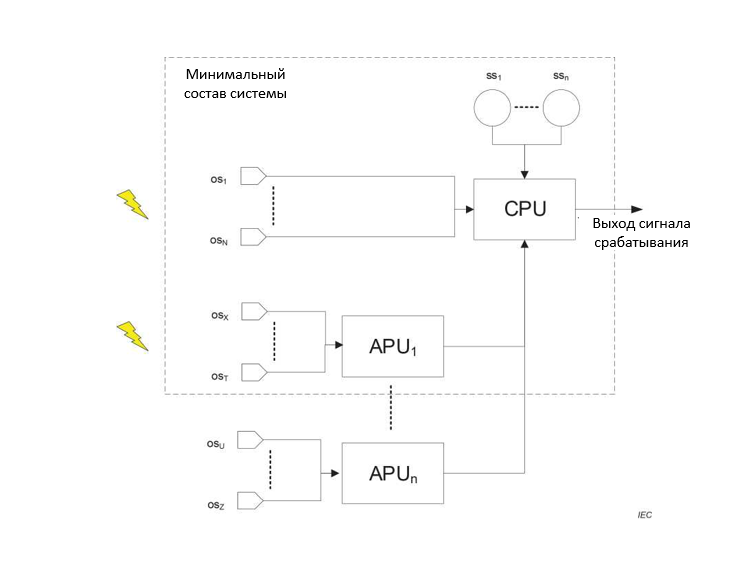 Минимальный
состав системы
SS1 SSn
OS1
CPU
Выход сигнала
срабатывания
OSN
OSX
APU1
OST
OSU
APUn
OSZ
IEC